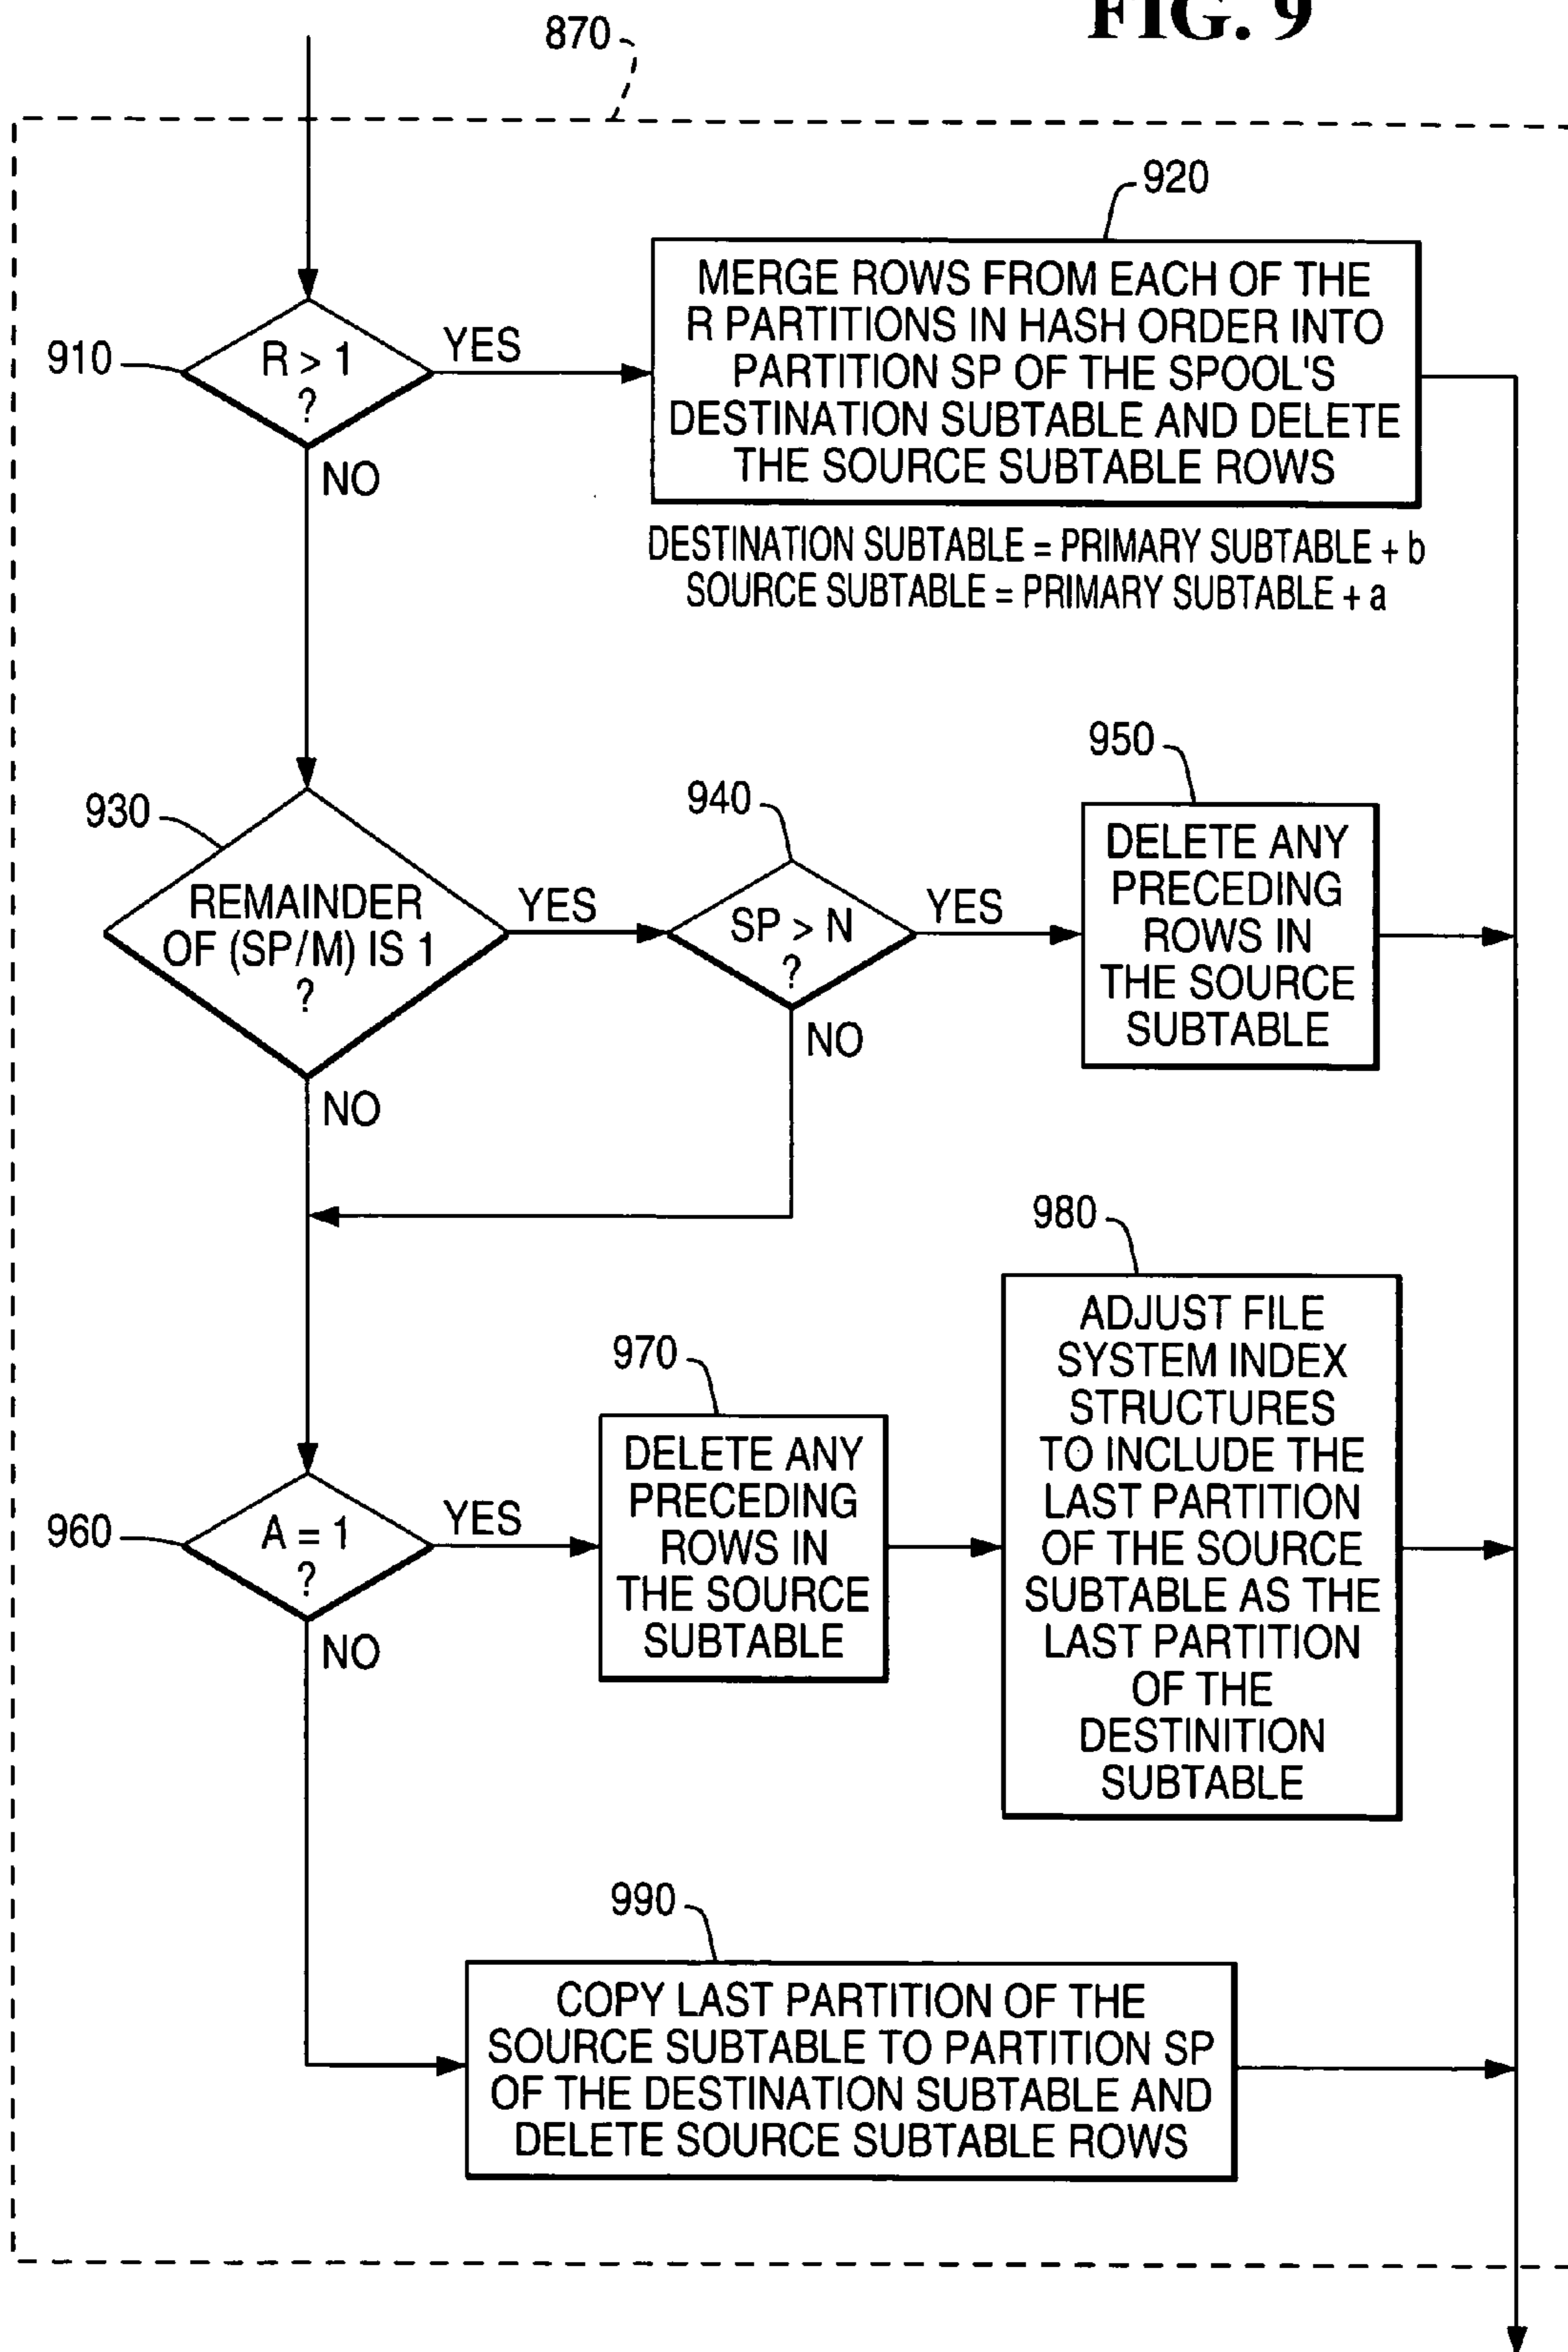 FIG. 9
870
920
MERGE ROWS FROM EACH OF THE
R PARTITIONS IN HASH ORDER INTO
PARTITION SP OF THE SPOOL'S
DESTINATION SUBTABLE AND DELETE
THE SOURCE SUBTABLE ROWS
910
R > 1
?
YES
NO
DESTINATION SUBTABLE = PRIMARY SUBTABLE + b
SOURCE SUBTABLE = PRIMARY SUBTABLE + a
930
REMAINDER
OF (SP/M) IS 1
?
YES
NO
940
SP > N
?
YES
NO
950
DELETE ANY
PRECEDING
ROWS IN
THE SOURCE
SUBTABLE
960
A = 1
?
YES
NO
970
DELETE ANY
PRECEDING
ROWS IN
THE SOURCE
SUBTABLE
980
ADJUST FILE
SYSTEM INDEX
STRUCTURES
TO INCLUDE THE
LAST PARTITION
OF THE SOURCE
SUBTABLE AS THE
LAST PARTITION
OF THE
DESTINITION
SUBTABLE
990
COPY LAST PARTITION OF THE
SOURCE SUBTABLE TO PARTITION SP
OF THE DESTINATION SUBTABLE AND
DELETE SOURCE SUBTABLE ROWS